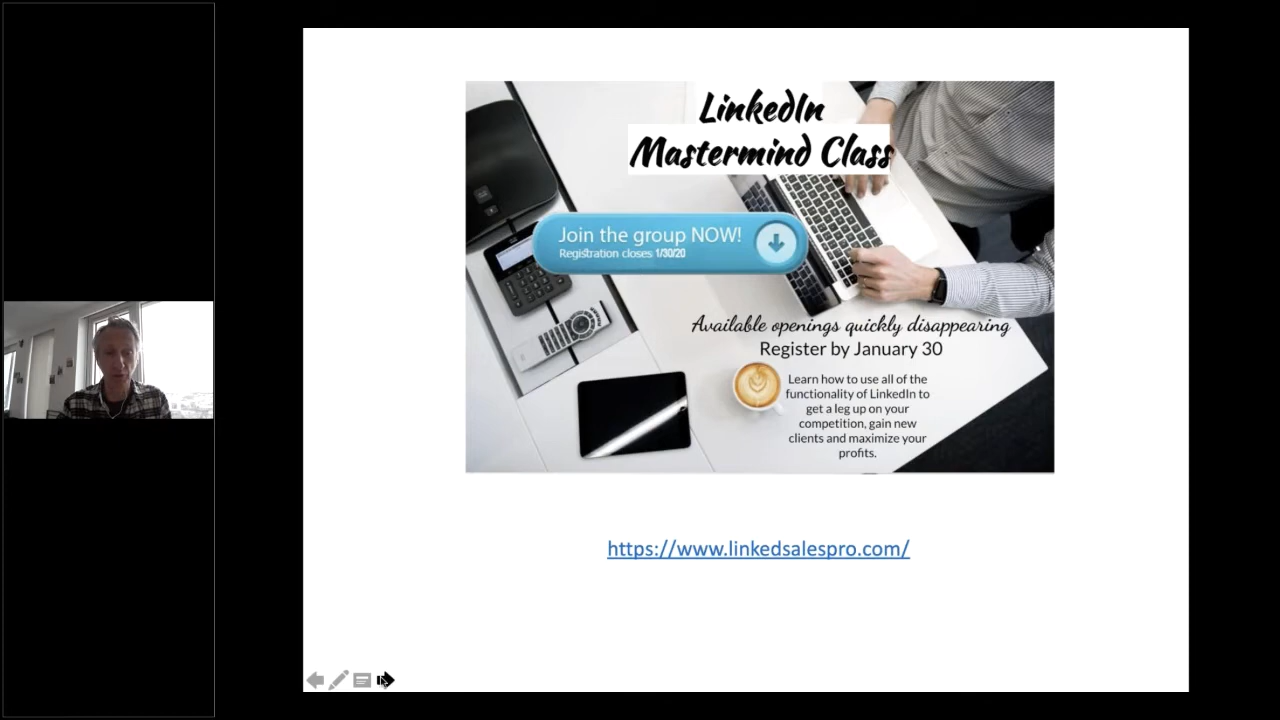 LinkedIn
Mastermind Class
Join the group NOW!
Registration closes 1/30/20
Available openings quickly disappearing
Register by January 30
Learn how to use all of the
functionality of LinkedIn to
get a leg up on your
competition, gain new
clients and maximize your
profits.
https://www.linkedsalespro.com/